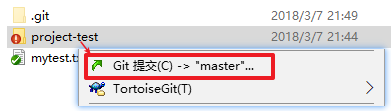 .git 2018/3/7 21:49
project-test 2018/3/7 21:44
mytest.t
Git 提交(C) -> "master"...
TortoiseGit(T)